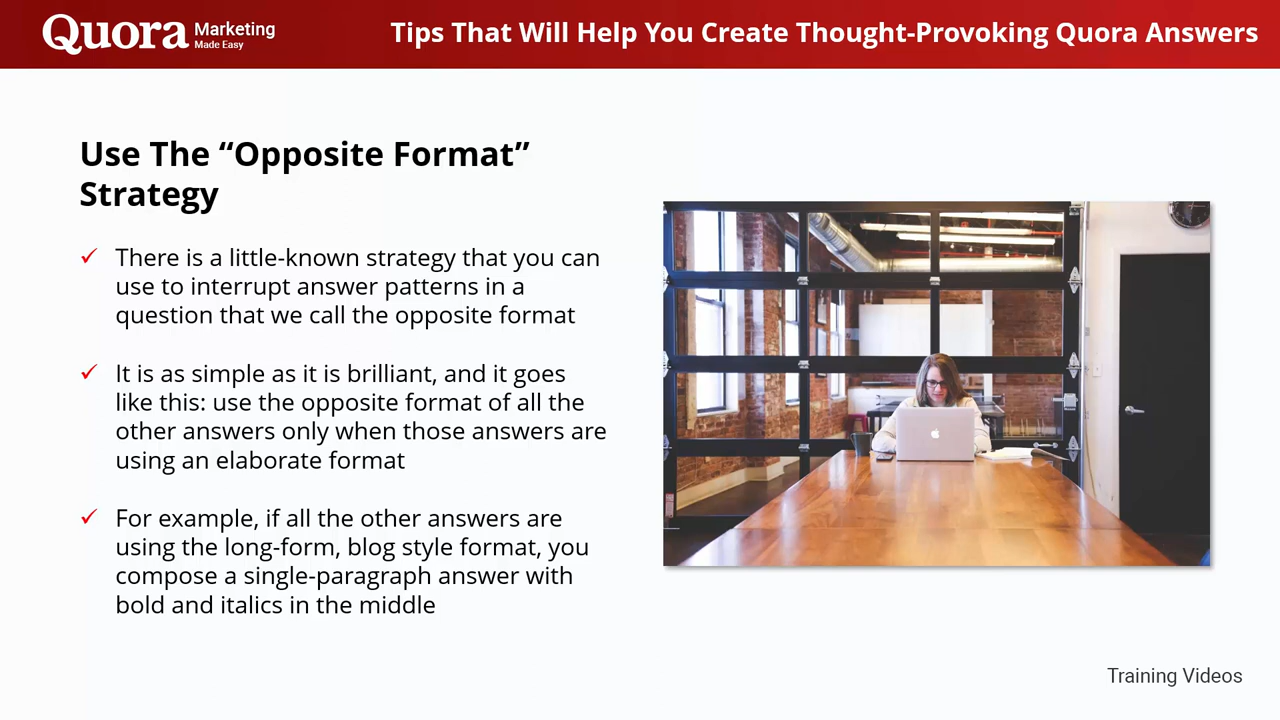 Quora Marketing
Made Easy
Tips That Will Help You Create Thought-Provoking Quora Answers
Use The “Opposite Format”
Strategy
✓ There is a little-known strategy that you can
use to interrupt answer patterns in a
question that we call the opposite format
✓ It is as simple as it is brilliant, and it goes
like this: use the opposite format of all the
other answers only when those answers are
using an elaborate format
✓ For example, if all the other answers are
using the long-form, blog style format, you
compose a single-paragraph answer with
bold and italics in the middle
Training Videos